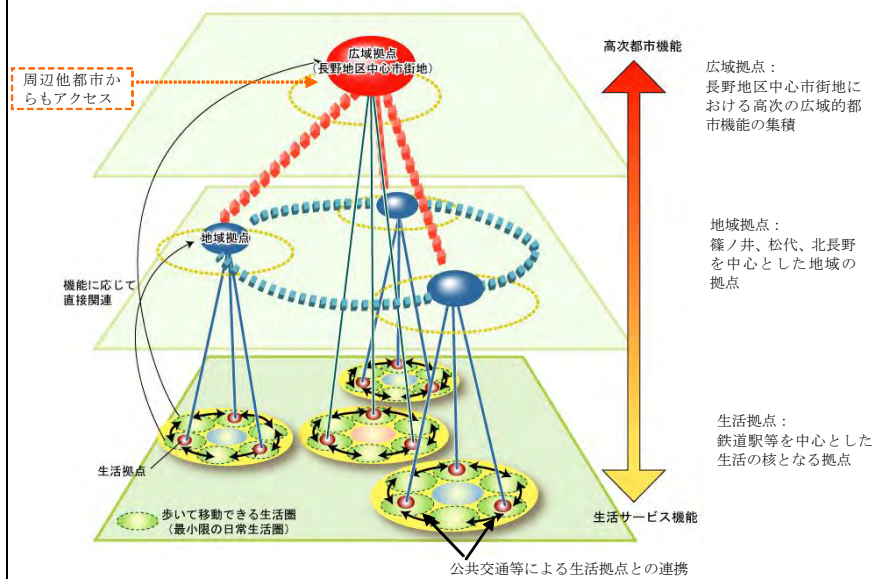 広域拠点
(長野地区中心市街地)
高次都市機能
周辺他都市か
らもアクセス
広域拠点：
長野地区中心市街地に
おける高次の広域的都
市機能の集積
地域拠点
地域拠点：
篠ノ井、松代、北長野
を中心とした地域の
拠点
機能に応じて
直接関連
生活拠点：
鉄道駅等を中心とした
生活の核となる拠点
生活拠点
歩いて移動できる生活圏
(最小限の日常生活圏)
生活サービス機能
公共交通等による生活拠点との連携